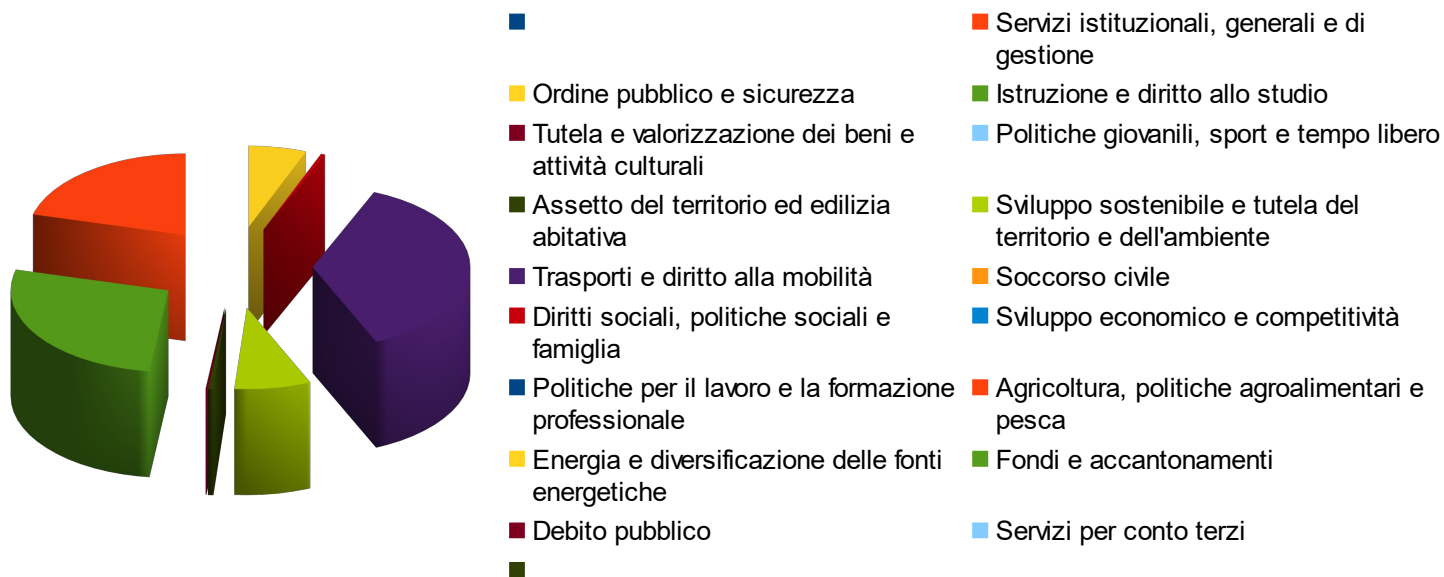 Servizi istituzionali, generali e di
gestione
Ordine pubblico e sicurezza
Istruzione e diritto allo studio
Tutela e valorizzazione dei beni e
attività culturali
Politiche giovanili, sport e tempo libero
Assetto del territorio ed edilizia
abitativa
Sviluppo sostenibile e tutela del
territorio e dell'ambiente
Trasporti e diritto alla mobilità
Soccorso civile
Diritti sociali, politiche sociali e
famiglia
Sviluppo economico e competitività
Politiche per il lavoro e la formazione
professionale
Agricoltura, politiche agroalimentari e
pesca
Energia e diversificazione delle fonti
energetiche
Fondi e accantonamenti
Debito pubblico
Servizi per conto terzi